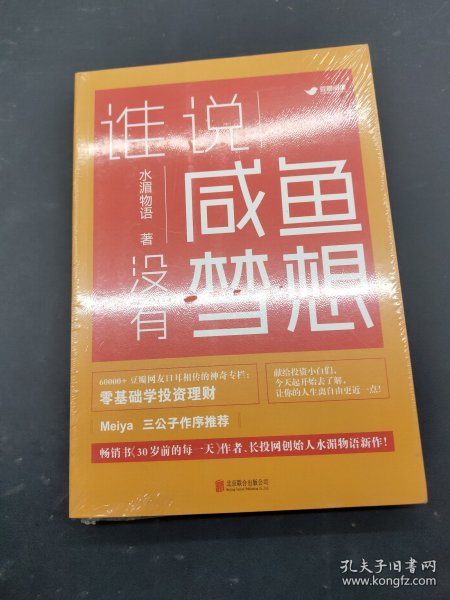 谁说
咸鱼
没有
梦想
水湄物语 著
60000+ 豆瓣网友口耳相传的神奇专栏：
零基础学投资理财
献给投资小白们，
今天起开始去了解，
让你的人生离自由更近一点！
Meiya 三公子作序推荐
畅销书《30岁前的每一天》作者、长投网创始人水湄物语新作！
北京联合出版公司
孔夫子旧书网
www.kongfz.com